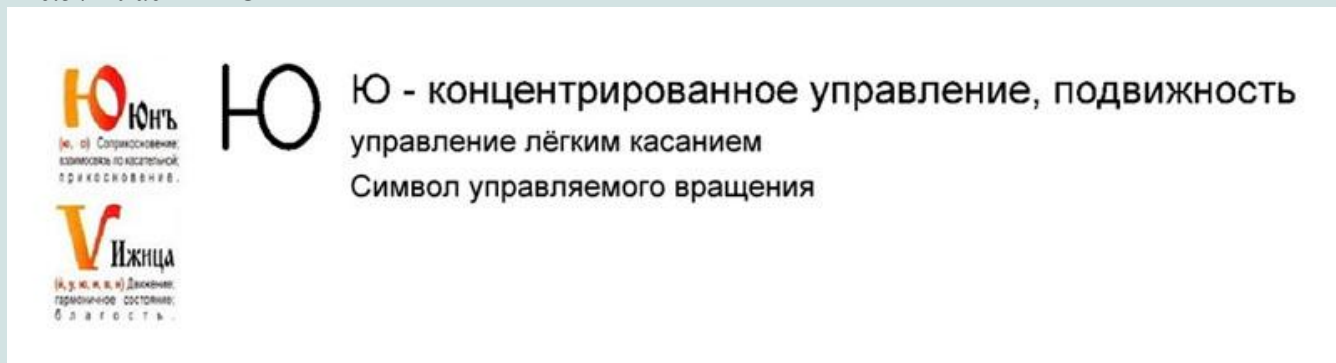 Ю Юнъ
(ю, о) Соприкосновение;
взаимосвязь по касательной;
прикосновение.
Ю
Ю - концентрированное управление, подвижность
управление лёгким касанием
Символ управляемого вращения
V Ижица
Движение;
гармоничное состояние;
благость.